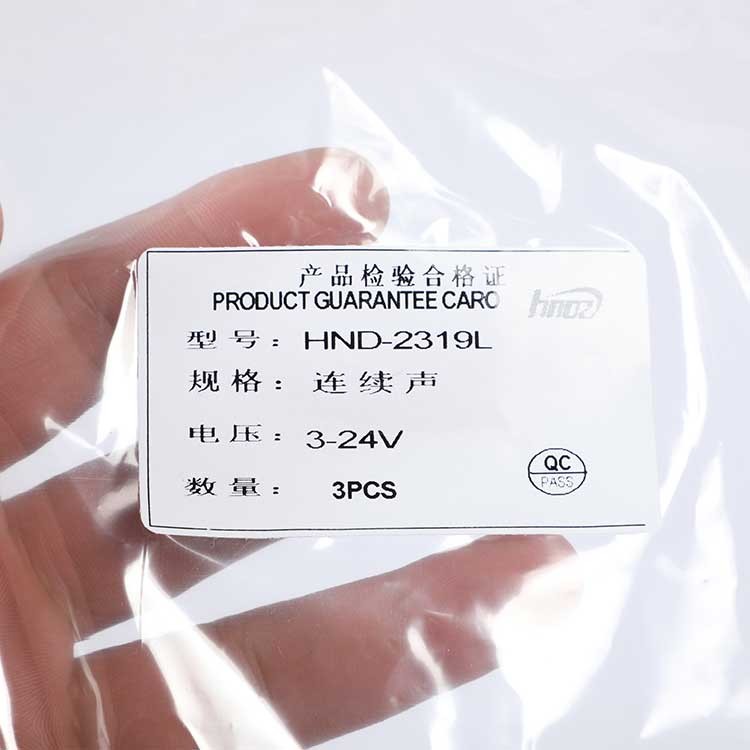 产品检验合格证
PRODUCT GUARANTEE CARO
hndz
型号： HND-2319L
规格： 连续声
电压： 3-24V
数量： 3PCS
QC
PASS